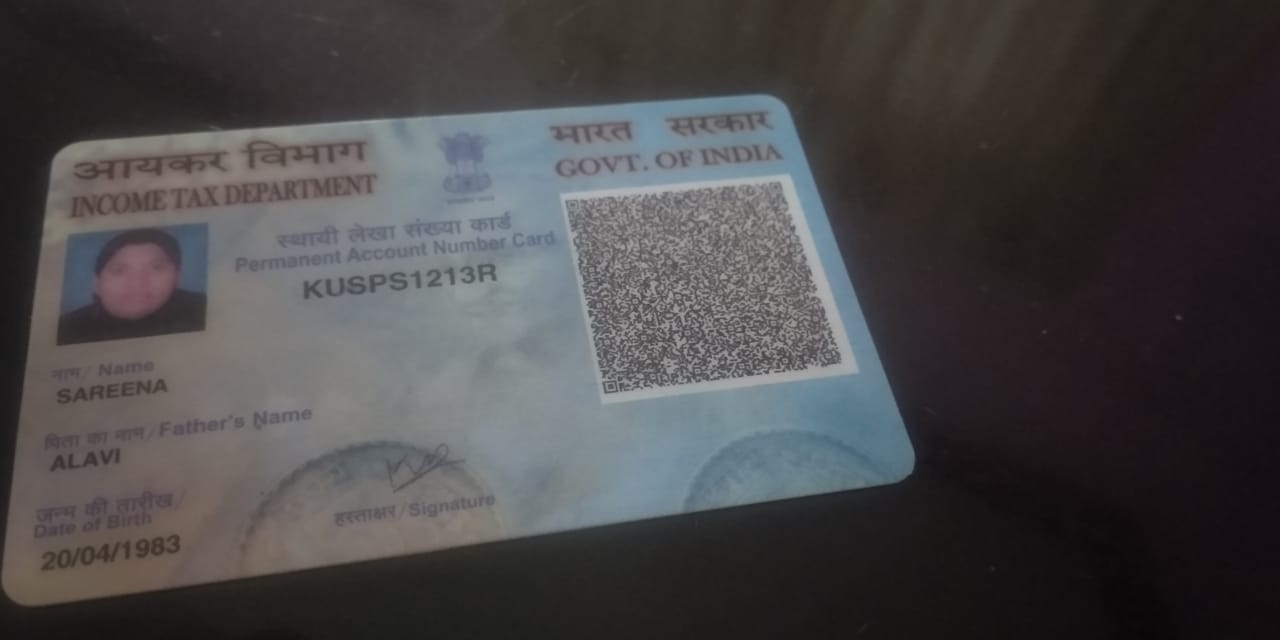 आयकर विभाग
INCOME TAX DEPARTMENT
भारत सरकार
GOVT. OF INDIA
स्थायी लेखा संख्या कार्ड
Permanent Account Number Card
KUSPS1213R
नाम / Name
SAREENA
पिता का नाम / Father's Name
ALAVI
जन्म की तारीख /
Date of Birth
20/04/1983
हस्ताक्षर / Signature